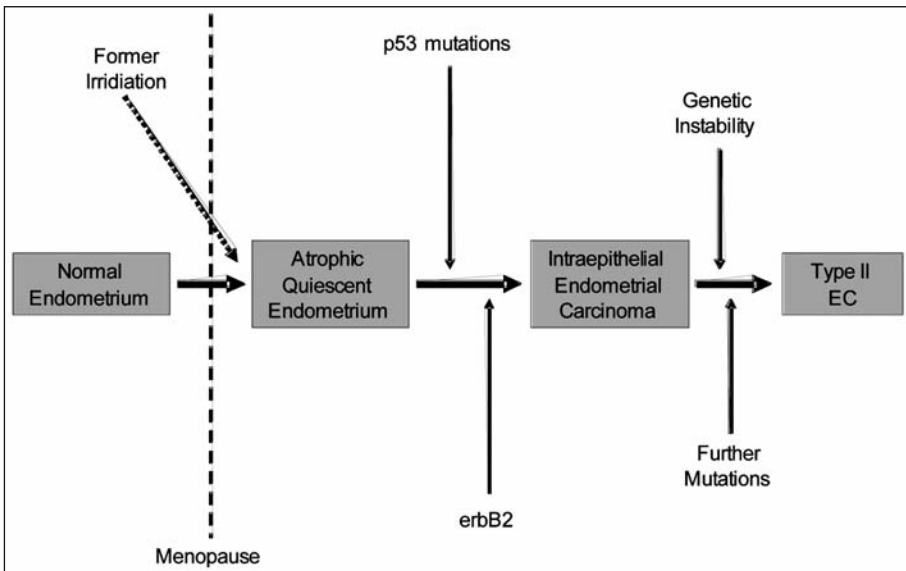 Former
Irridiation
p53 mutations
Genetic
Instability
Normal
Endometrium
Atrophic
Quiescent
Endometrium
Intraepithelial
Endometrial
Carcinoma
Type II
EC
Further
Mutations
erbB2
Menopause